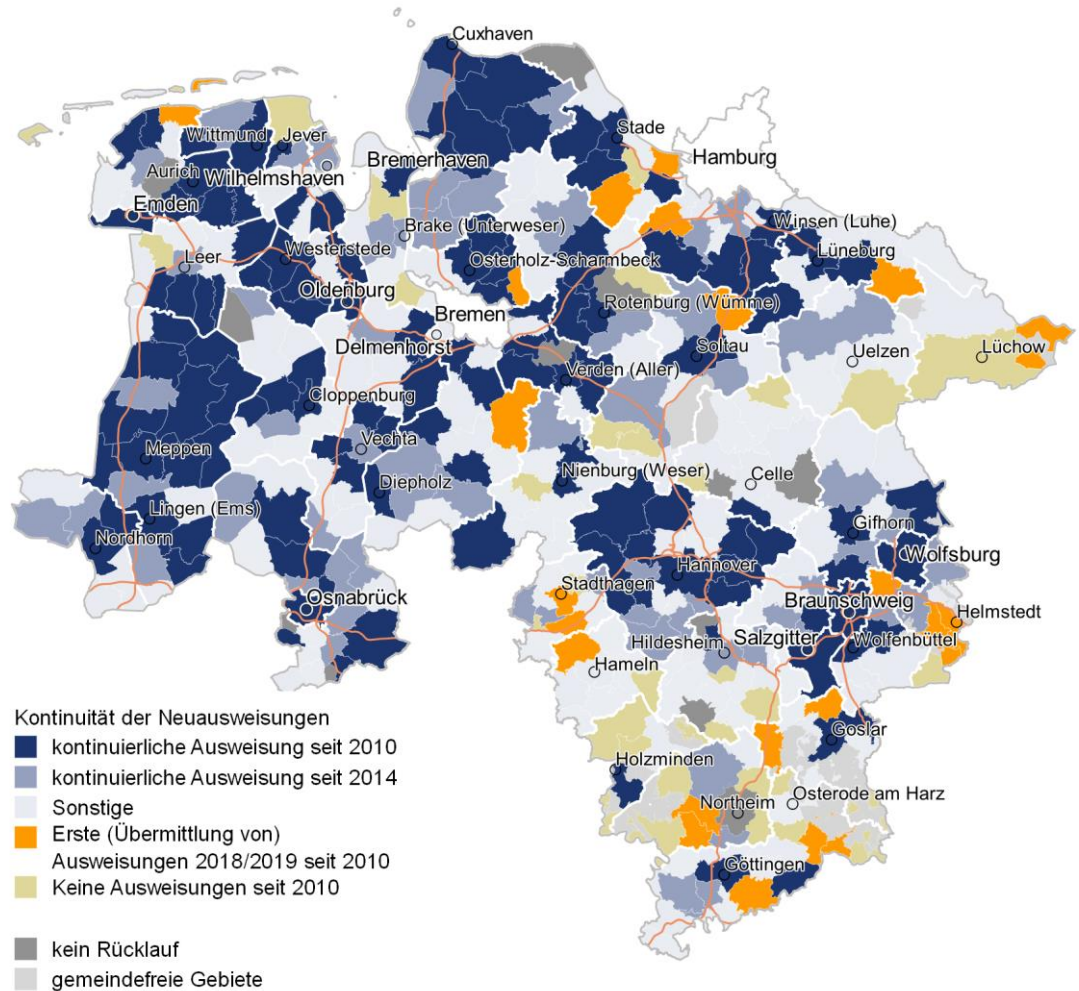 Cuxhaven
Stade
Hamburg
Wittmund
Jever
Bremerhaven
Aurich
Wilhelmshaven
Emden
Brake (Unterweser)
Winsen (Luhe)
Leer
Westerstede
Osterholz-Scharmbeck
Lüneburg
Oldenburg
Rotenburg (Wümme)
Bremen
Delmenhorst
Soltau
Uelzen
Lüchow
Verden (Aller)
Cloppenburg
Vechta
Meppen
Nienburg (Weser)
Celle
Diepholz
Lingen (Ems)
Gifhorn
Nordhorn
Wolfsburg
Hannover
Stadthagen
Osnabrück
Braunschweig
Helmstedt
Hildesheim
Salzgitter
Wolfenbüttel
Hameln
Goslar
Holzminden
Northeim
Osterode am Harz
Göttingen
Kontinuität der Neuausweisungen
kontinuierliche Ausweisung seit 2010
kontinuierliche Ausweisung seit 2014
Sonstige
Erste (Übermittlung von)
Ausweisungen 2018/2019 seit 2010
Keine Ausweisungen seit 2010
kein Rücklauf
gemeindefreie Gebiete